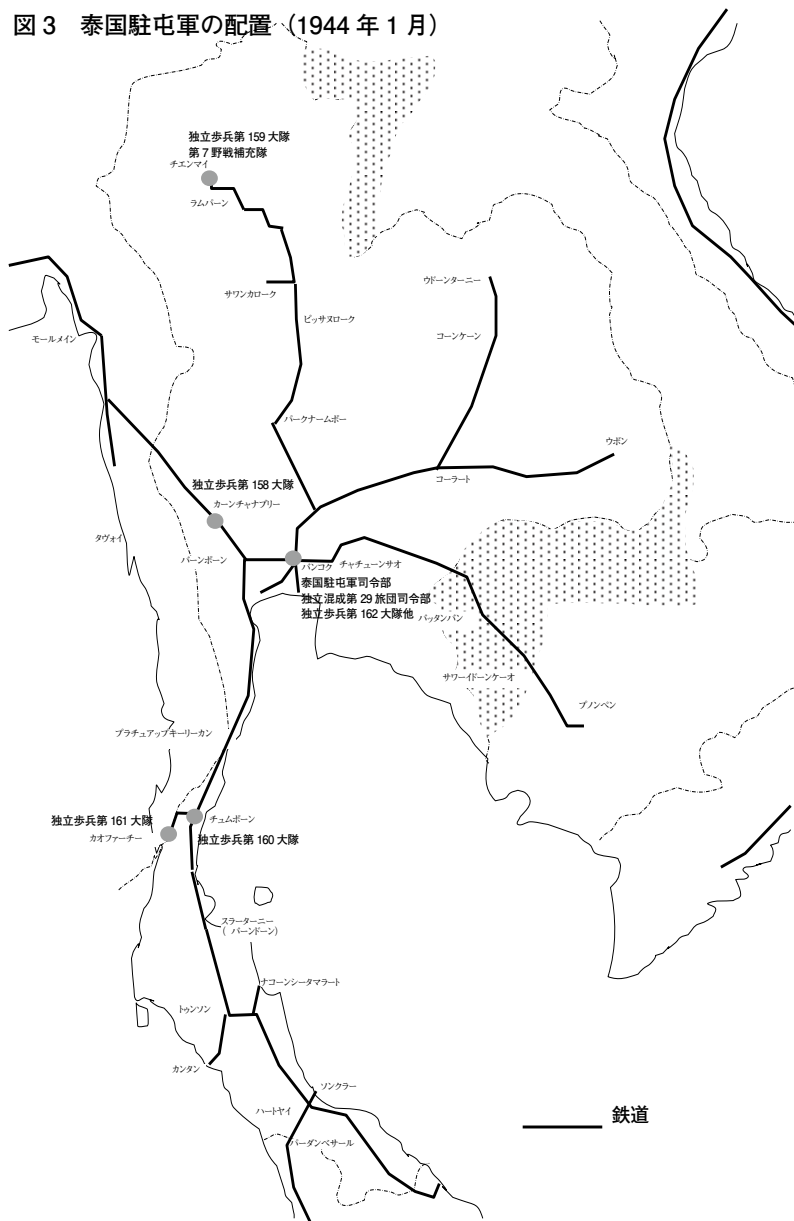 図 3　泰国駐屯軍の配置（1944 年 1 月）
独立歩兵第 159 大隊
第 7 野戦補充隊
チエンマイ
ラムパーン
サワンカローク
ピッサヌローク
ウドーンターニー
コーンケーン
モールメイン
パークナームポー
ウボン
コーラート
独立歩兵第 158 大隊
カーンチャナブリー
タヴォイ
バーンポーン
バンコク
チャチューンサオ
泰国駐屯軍司令部
独立混成第 29 旅団司令部
独立歩兵第 162 大隊他
バッタンバン
サワーイドーンケーオ
プノンペン
プラチュアップキーリーカン
独立歩兵第 161 大隊
カオファーチー
チュムポーン
独立歩兵第 160 大隊
スラーターニー
（ バーンドーン）
ナコーンシータマラート
トゥンソン
カンタン
ソンクラー
ハートヤイ
パーダンベサール
鉄道